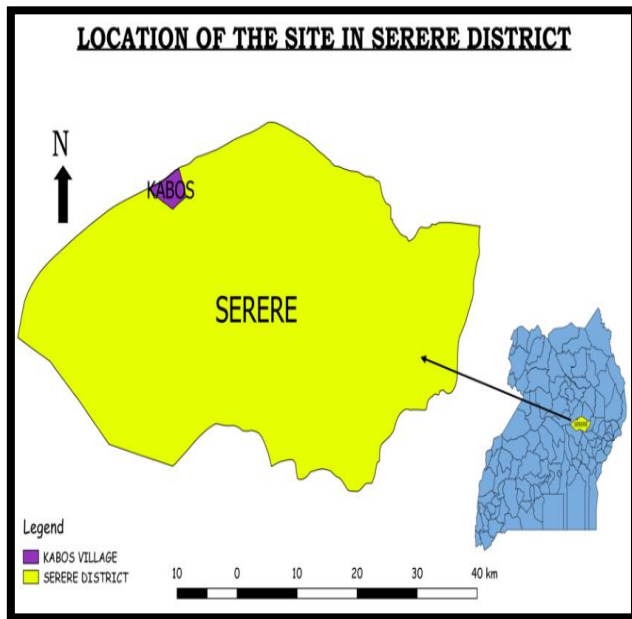 LOCATION OF THE SITE IN SERERE DISTRICT
N
KABOS
SERERE
SERERE
Legend
KABOS VILLAGE
SERERE DISTRICT
10 0 10 20 30 40 km